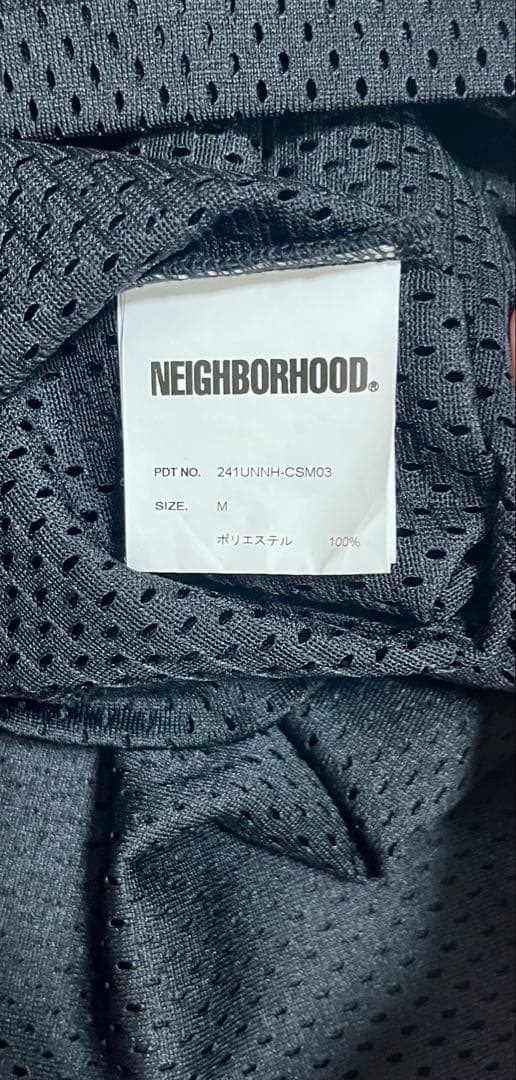 NEIGHBORHOOD®
PDT NO. 241UNNH-CSM03
SIZE. M
ポリエステル 100%